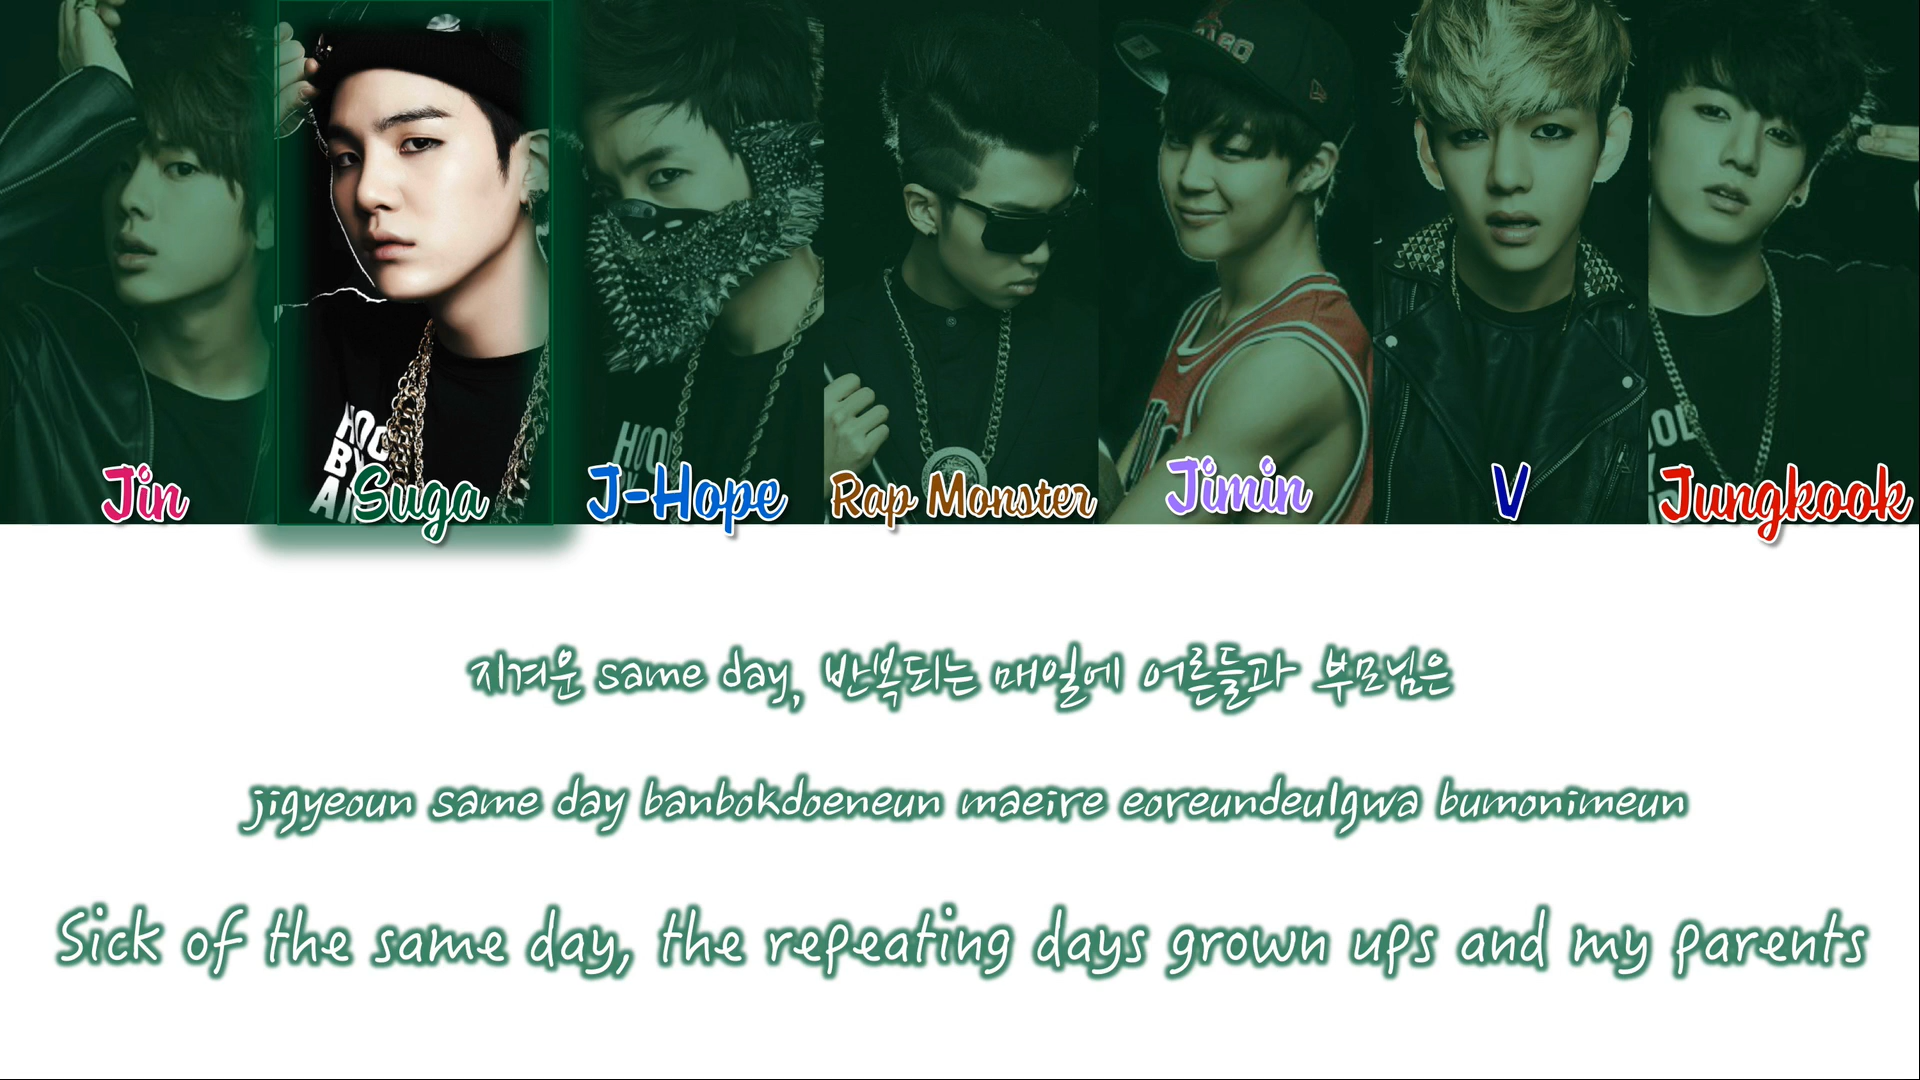 Jin Suga J-Hope Rap Monster Jimin V Jungkook
지겨운 same day, 반복되는 매일에 어른들과 부모님은
jigyeoun same day banbokdoeneun maeire eoreundeulgwa bumonimeun
Sick of the same day, the repeating days grown ups and my parents